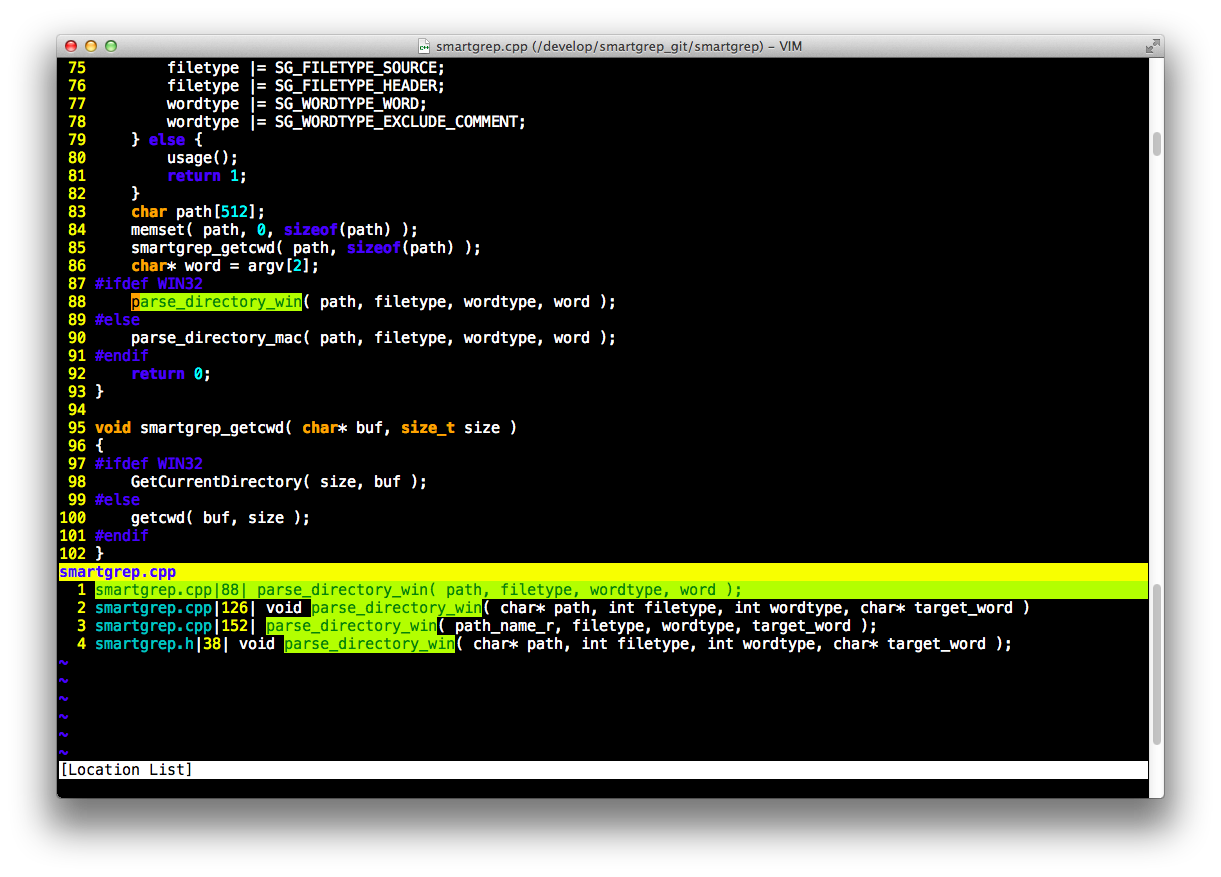 smartgrep.cpp (/develop/smartgrep_git/smartgrep) – VIM
75         filetype |= SG_FILETYPE_SOURCE;
76         filetype |= SG_FILETYPE_HEADER;
77         wordtype |= SG_WORDTYPE_WORD;
78         wordtype |= SG_WORDTYPE_EXCLUDE_COMMENT;
79     } else {
80         usage();
81         return 1;
82     }
83     char path[512];
84     memset( path, 0, sizeof(path) );
85     smartgrep_getcwd( path, sizeof(path) );
86     char* word = argv[2];
87 #ifdef WIN32
88     parse_directory_win( path, filetype, wordtype, word );
89 #else
90     parse_directory_mac( path, filetype, wordtype, word );
91 #endif
92     return 0;
93 }
94
95 void smartgrep_getcwd( char* buf, size_t size )
96 {
97 #ifdef WIN32
98     GetCurrentDirectory( size, buf );
99 #else
100     getcwd( buf, size );
101 #endif
102 }
smartgrep.cpp
1 smartgrep.cpp|88| parse_directory_win( path, filetype, wordtype, word );
2 smartgrep.cpp|126| void parse_directory_win( char* path, int filetype, int wordtype, char* target_word )
3 smartgrep.cpp|152| parse_directory_win( path_name_r, filetype, wordtype, target_word );
4 smartgrep.h|38| void parse_directory_win( char* path, int filetype, int wordtype, char* target_word );
~
~
~
~
~
~
[Location List]